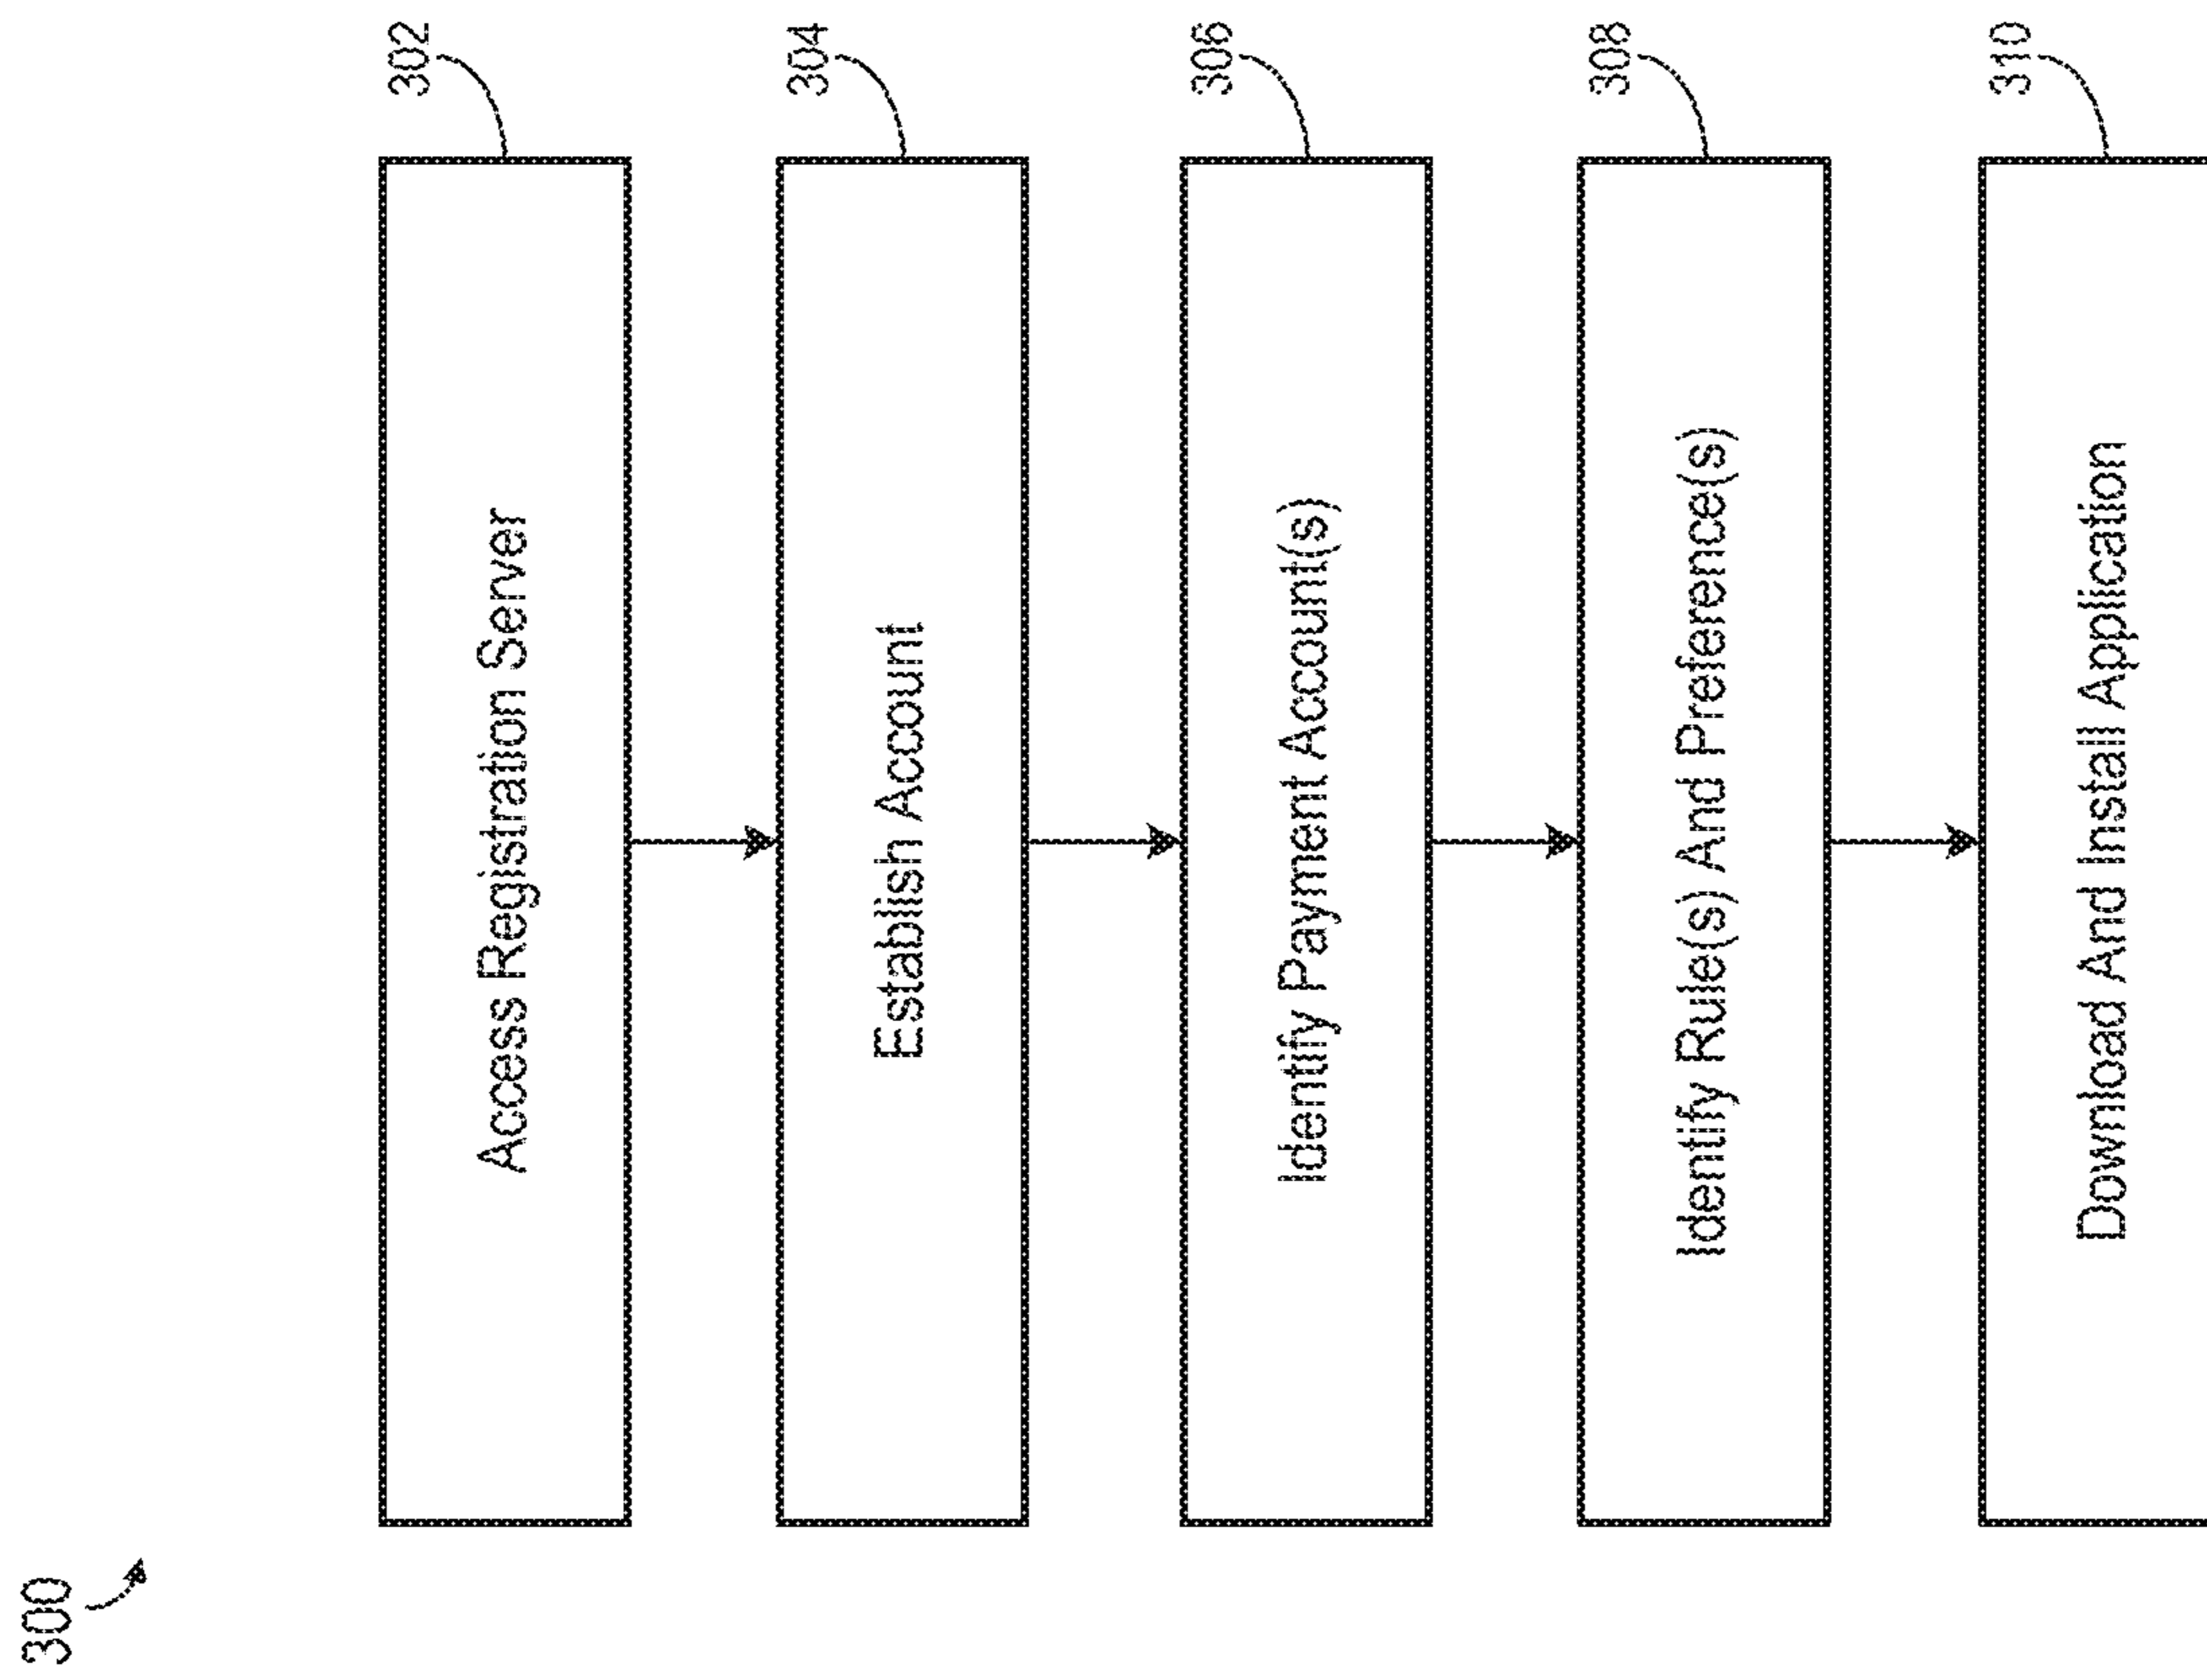 300
Access Registration Server
302
Establish Account
304
Identify Payment Account(s)
306
Identify Rule(s) And Preference(s)
308
Download And Install Application
310